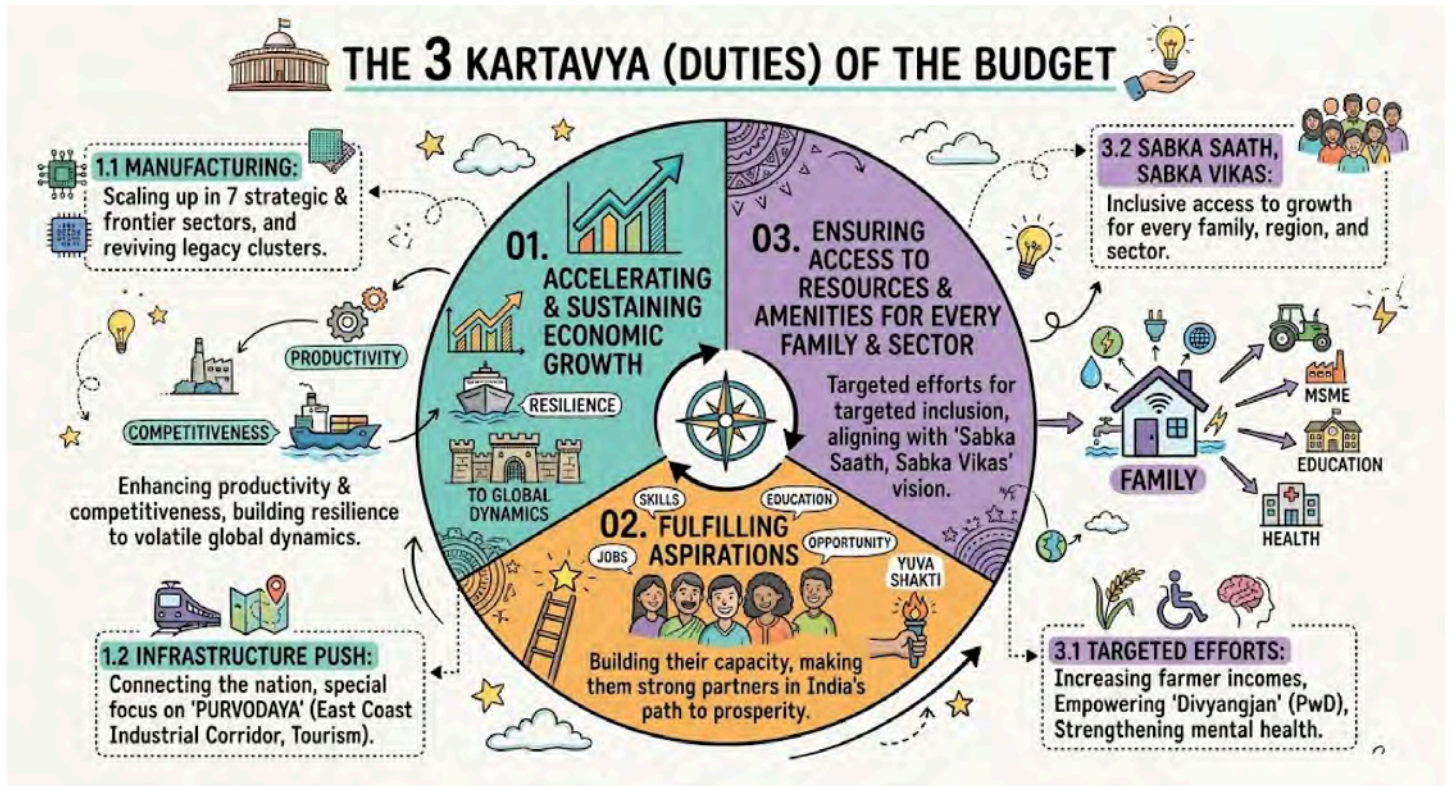 THE 3 KARTAVYA (DUTIES) OF THE BUDGET
1.1 MANUFACTURING:
Scaling up in 7 strategic &
frontier sectors, and
reviving legacy clusters.
PRODUCTIVITY
COMPETITIVENESS
Enhancing productivity &
competitiveness, building resilience
to volatile global dynamics.
1.2 INFRASTRUCTURE PUSH:
Connecting the nation, special
focus on 'PURVODAYA' (East Coast
Industrial Corridor, Tourism).
01.
ACCELERATING
& SUSTAINING
ECONOMIC
GROWTH
RESILIENCE
TO GLOBAL
DYNAMICS
02. FULFILLING
ASPIRATIONS
SKILLS
EDUCATION
JOBS
OPPORTUNITY
YUVA
SHAKTI
Building their capacity, making
them strong partners in India's
path to prosperity.
03. ENSURING
ACCESS TO
RESOURCES &
AMENITIES FOR EVERY
FAMILY & SECTOR
Targeted efforts for
targeted inclusion,
aligning with 'Sabka
Saath, Sabka Vikas'
vision.
3.2 SABKA SAATH,
SABKA VIKAS:
Inclusive access to growth
for every family, region, and
sector.
FAMILY
MSME
EDUCATION
HEALTH
3.1 TARGETED EFFORTS:
Increasing farmer incomes,
Empowering 'Divyangjan' (PwD),
Strengthening mental health.